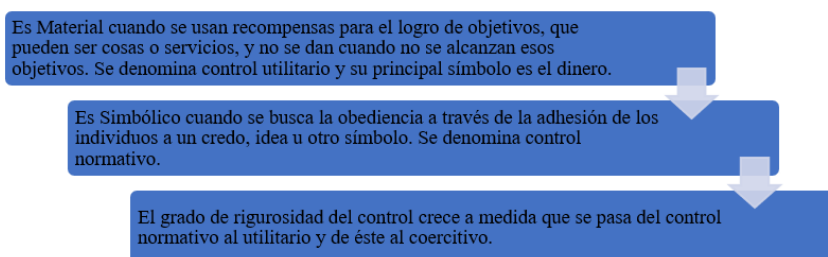 Es Material cuando se usan recompensas para el logro de objetivos, que
pueden ser cosas o servicios, y no se dan cuando no se alcanzan esos
objetivos. Se denomina control utilitario y su principal símbolo es el dinero.
Es Simbólico cuando se busca la obediencia a través de la adhesión de los
individuos a un credo, idea u otro símbolo. Se denomina control
normativo.
El grado de rigurosidad del control crece a medida que se pasa del control
normativo al utilitario y de éste al coercitivo.